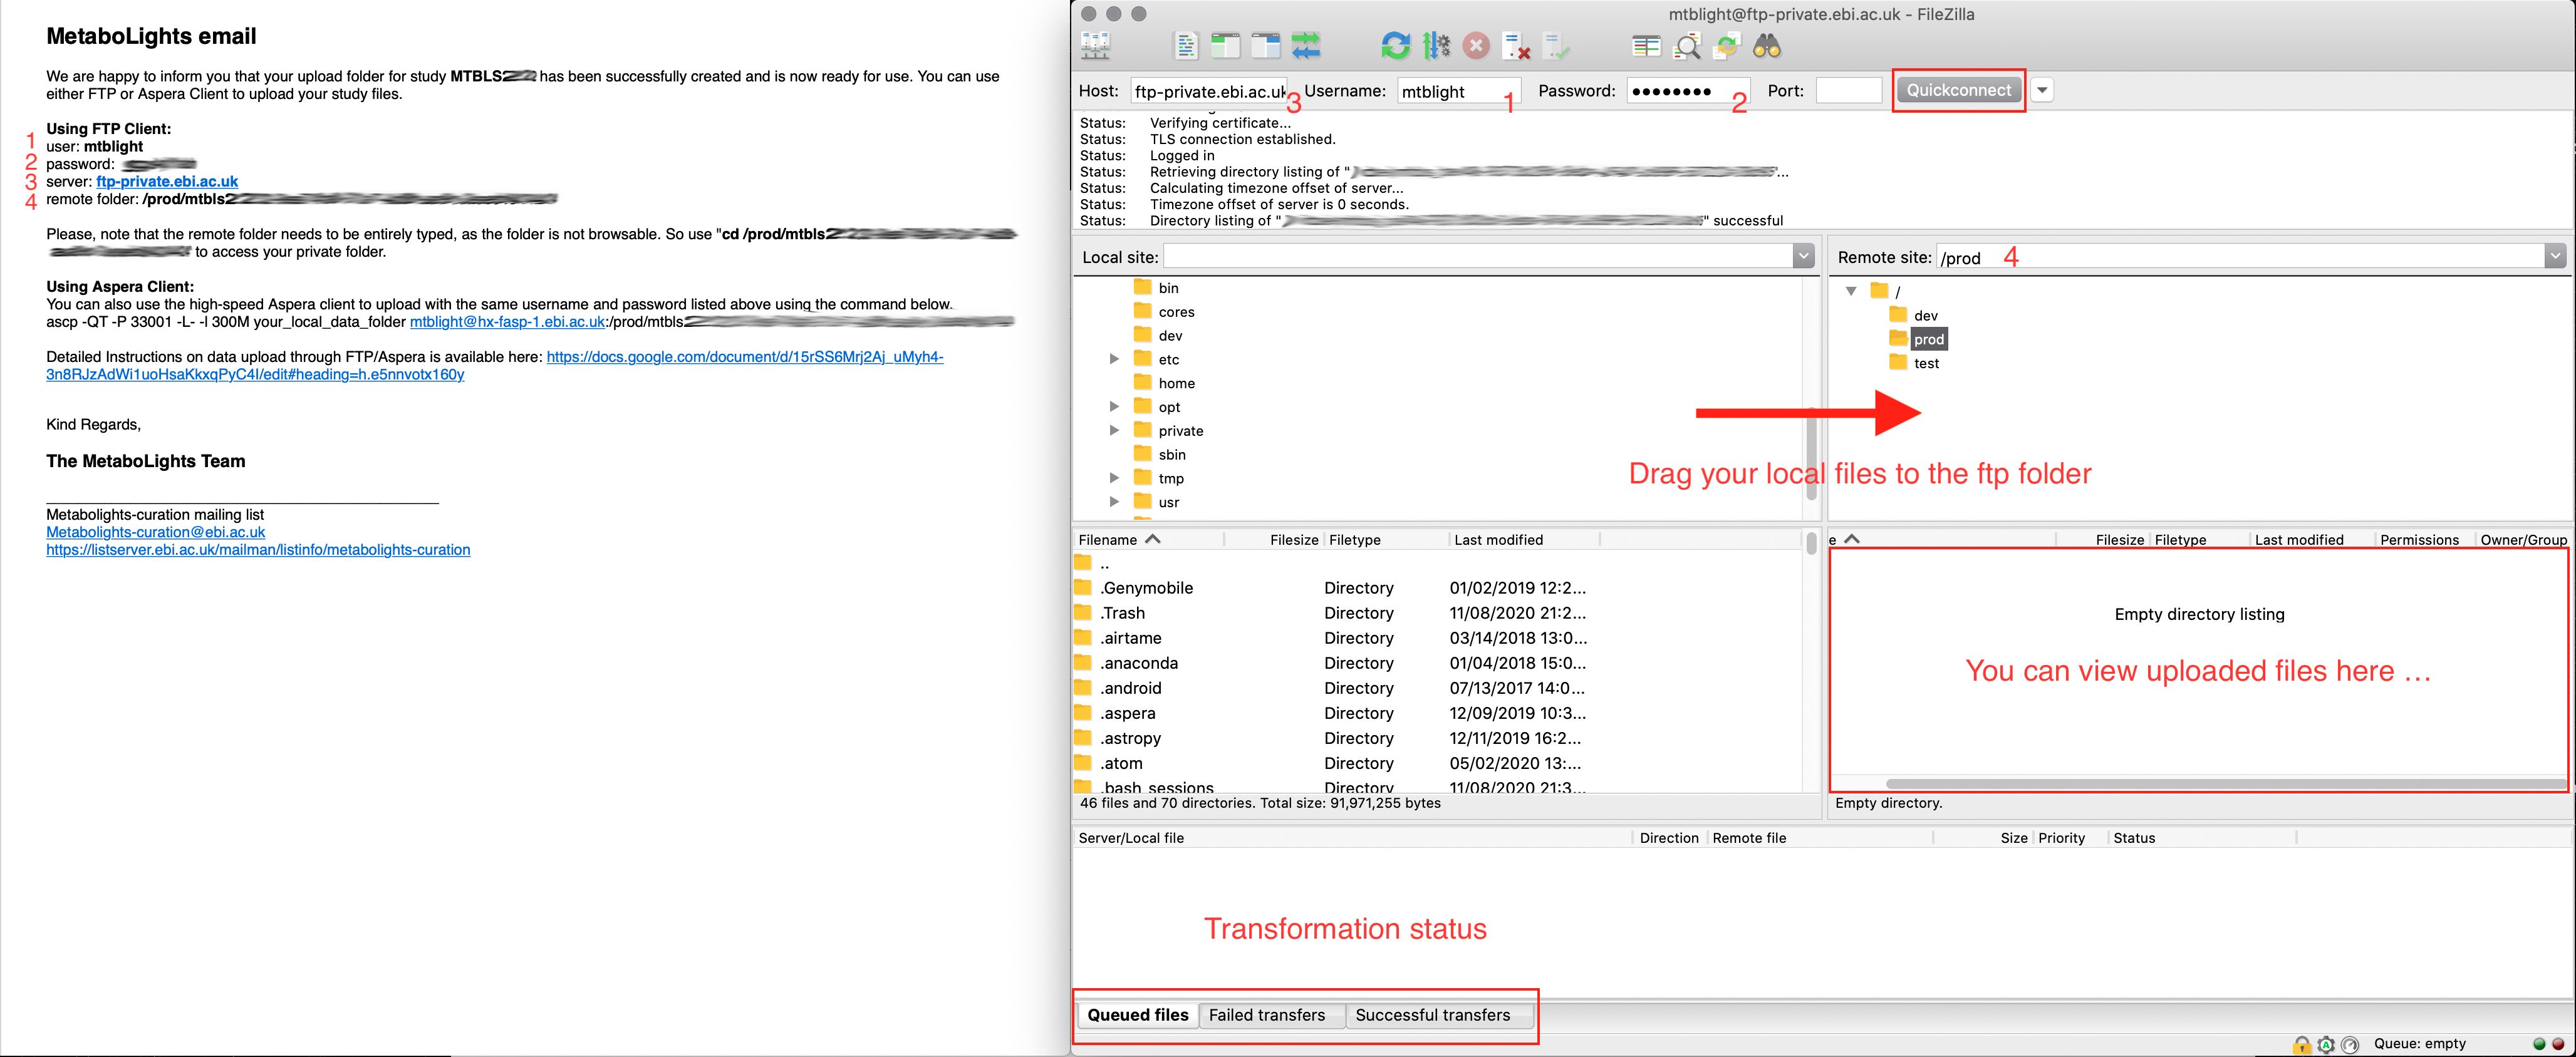 MetaboLights email
We are happy to inform you that your upload folder for study MTBLS has been successfully created and is now ready for use. You can use
either FTP or Aspera Client to upload your study files.
Using FTP Client:
1 user: mtblight
2 password:
3 server: ftp-private.ebi.ac.uk
4 remote folder: /prod/mtbls
Please, note that the remote folder needs to be entirely typed, as the folder is not browsable. So use "cd /prod/mtbls
to access your private folder.
Using Aspera Client:
You can also use the high-speed Aspera client to upload with the same username and password listed above using the command below.
ascp -QT -P 33001 -L- -l 300M your_local_data_folder mtblight@hx-fasp-1.ebi.ac.uk:/prod/mtbls
Detailed Instructions on data upload through FTP/Aspera is available here: https://docs.google.com/document/d/15rSS6Mrj2Aj_uMyh4-
3n8RJzAdWi1uoHsaKkxqPyC4I/edit#heading=h.e5nnvotx160y
Kind Regards,
The MetaboLights Team
Metabolights-curation mailing list
Metabolights-curation@ebi.ac.uk
https://listserver.ebi.ac.uk/mailman/listinfo/metabolights-curation
mtblight@ftp-private.ebi.ac.uk - FileZilla
Host: ftp-private.ebi.ac.uk 3 Username: mtblight 1 Password: •••••••• 2 Port: Quickconnect
Status: Verifying certificate...
Status: TLS connection established.
Status: Logged in
Status: Retrieving directory listing of "...
Status: Calculating timezone offset of server...
Status: Timezone offset of server is 0 seconds.
Status: Directory listing of " " successful
Local site:
bin
cores
dev
etc
home
opt
private
sbin
tmp
usr
Remote site: /prod 4
/
dev
prod
test
Drag your local files to the ftp folder
Filename Filesize Filetype Last modified
..
.Genymobile Directory 01/02/2019 12:2...
.Trash Directory 11/08/2020 21:2...
.airtame Directory 03/14/2018 13:0...
.anaconda Directory 01/04/2018 15:0...
.android Directory 07/13/2017 14:0...
.aspera Directory 12/09/2019 10:3...
.astropy Directory 12/11/2019 16:2...
.atom Directory 05/02/2020 13:...
.bash_sessions Directory 11/08/2020 21:3...
46 files and 70 directories. Total size: 91,971,255 bytes
e Filesize Filetype Last modified Permissions Owner/Group
Empty directory listing
You can view uploaded files here ...
Empty directory.
Server/Local file Direction Remote file Size Priority Status
Transformation status
Queued files Failed transfers Successful transfers
Queue: empty